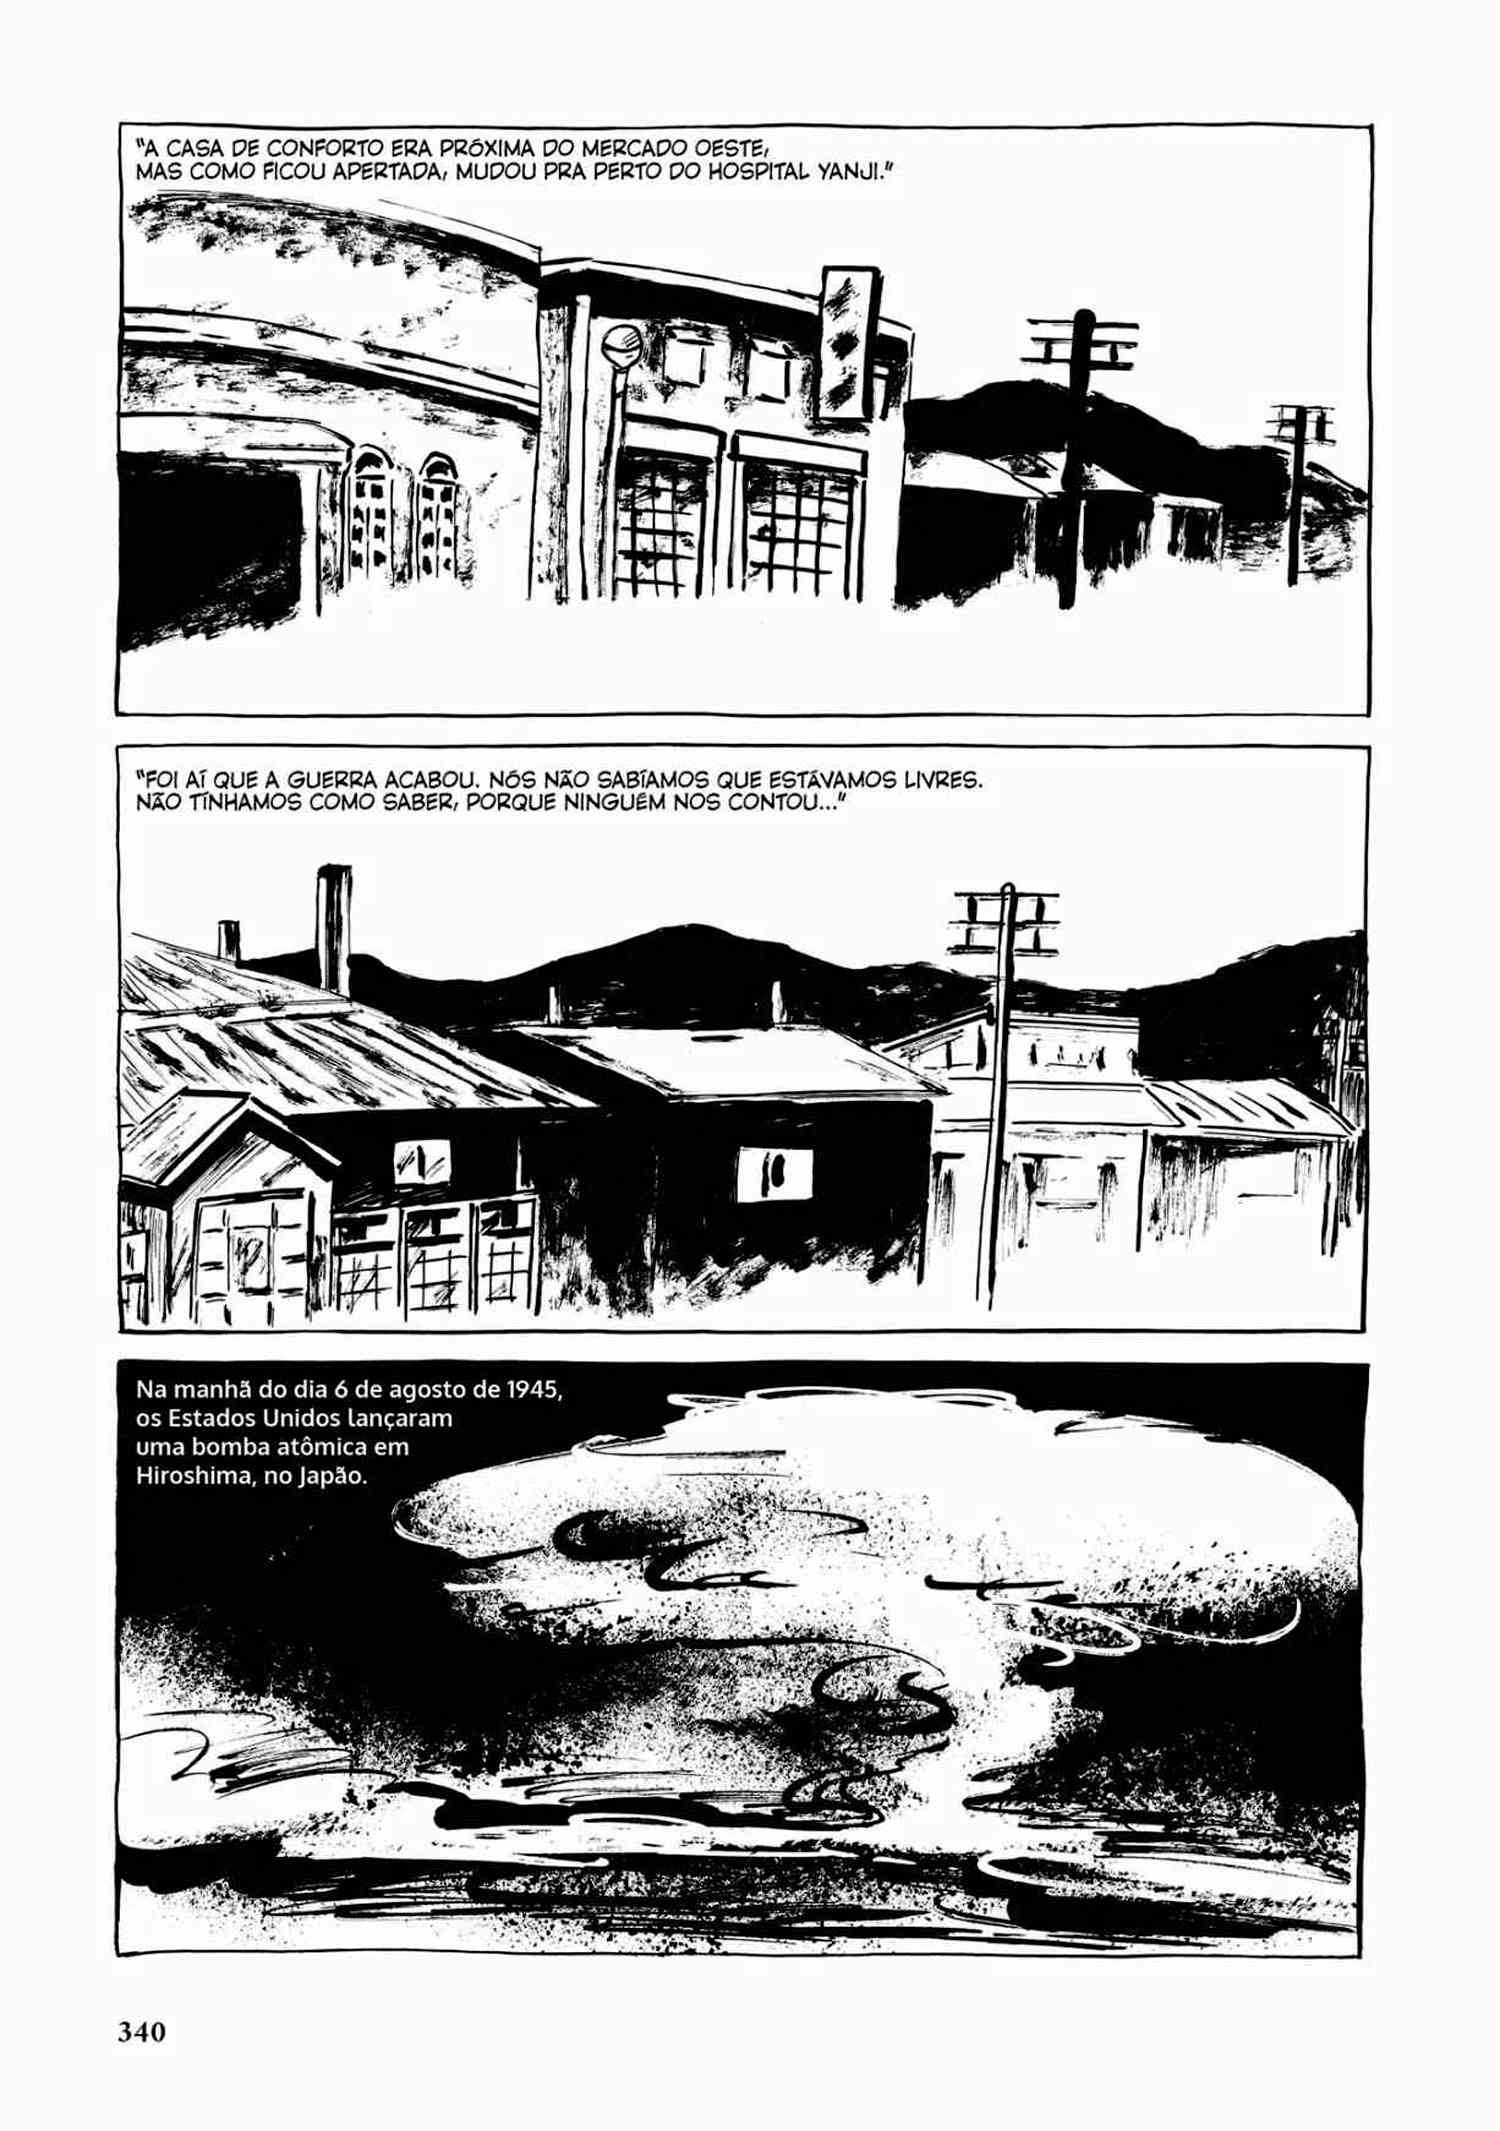 "A CASA DE CONFORTO ERA PRÓXIMA DO MERCADO OESTE,
MAS COMO FICOU APERTADA, MUDOU PRA PERTO DO HOSPITAL YANJI."
"FOI AÍ QUE A GUERRA ACABOU. NÓS NÃO SABÍAMOS QUE ESTÁVAMOS LIVRES.
NÃO TÍNHAMOS COMO SABER, PORQUE NINGUÉM NOS CONTOU..."
Na manhã do dia 6 de agosto de 1945,
os Estados Unidos lançaram
uma bomba atômica em
Hiroshima, no Japão.
340